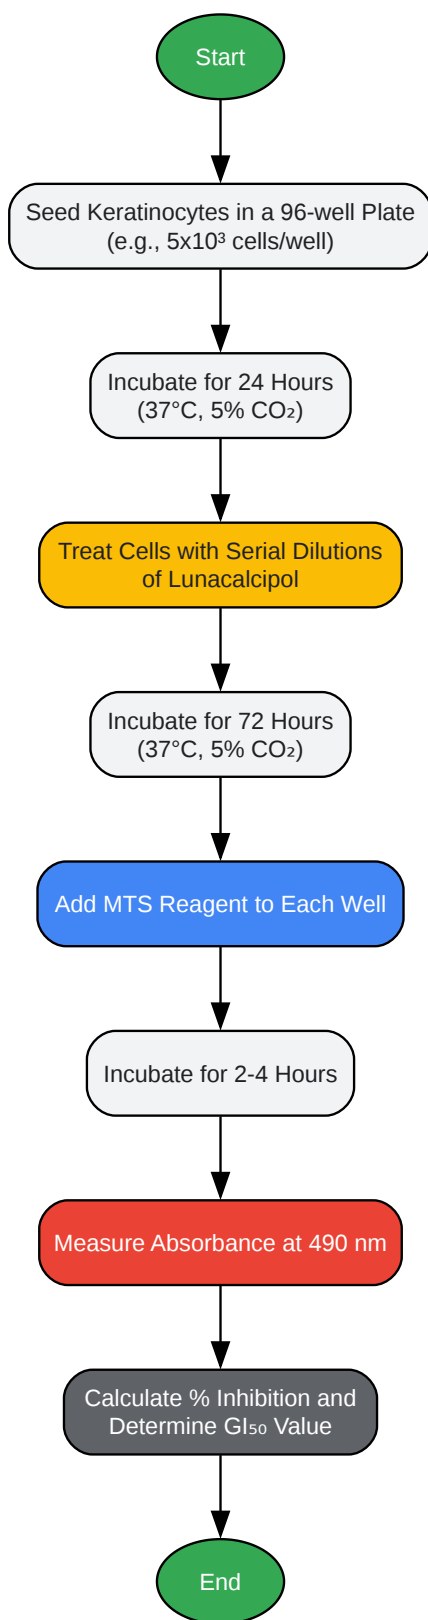 Start
Seed Keratinocytes in a 96-well Plate
(e.g., 5x10³ cells/well)
Incubate for 24 Hours
(37°C, 5% CO₂)
Treat Cells with Serial Dilutions
of Lunacalcipol
Incubate for 72 Hours
(37°C, 5% CO₂)
Add MTS Reagent to Each Well
Incubate for 2-4 Hours
Measure Absorbance at 490 nm
Calculate % Inhibition and
Determine GI₅₀ Value
End